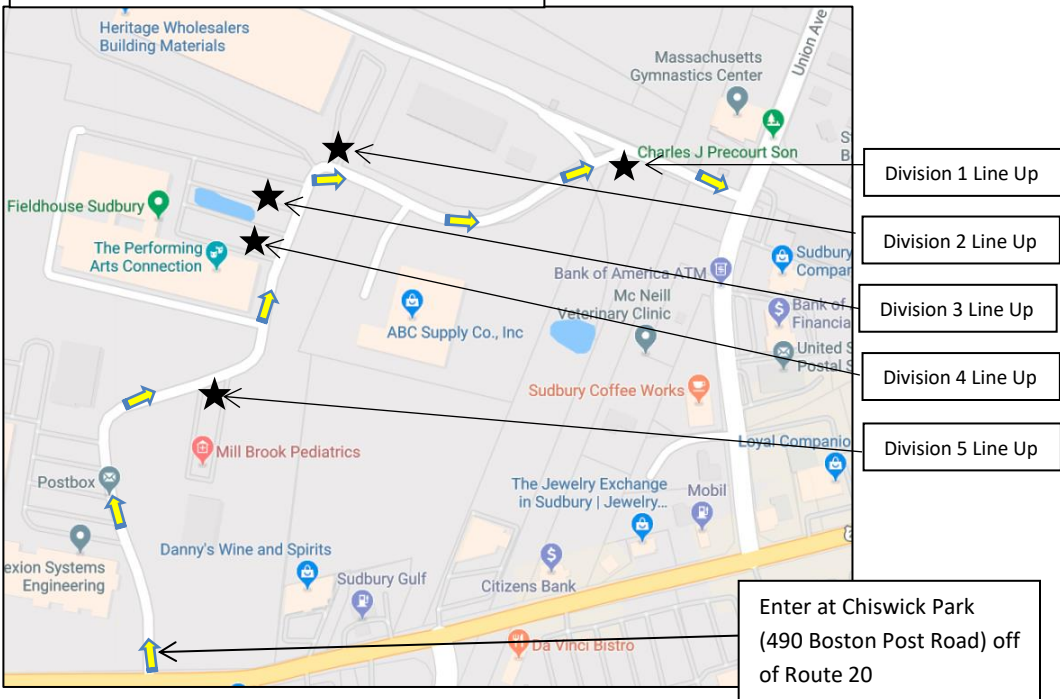 Heritage Wholesalers
Building Materials
Massachusetts
Gymnastics Center
Union Ave
Charles J Precourt Son
Division 1 Line Up
Fieldhouse Sudbury
Division 2 Line Up
The Performing
Arts Connection
Sudbury
Compar
Bank of America ATM
Mc Neill
Veterinary Clinic
Bank of
Financia
Division 3 Line Up
ABC Supply Co., Inc
United S
Postal S
Division 4 Line Up
Sudbury Coffee Works
Division 5 Line Up
Loyal Companio
Mill Brook Pediatrics
Postbox
The Jewelry Exchange
in Sudbury | Jewelry...
Mobil
exion Systems
Engineering
Danny's Wine and Spirits
Sudbury Gulf
Citizens Bank
Da Vinci Bistro
Enter at Chiswick Park
(490 Boston Post Road) off
of Route 20